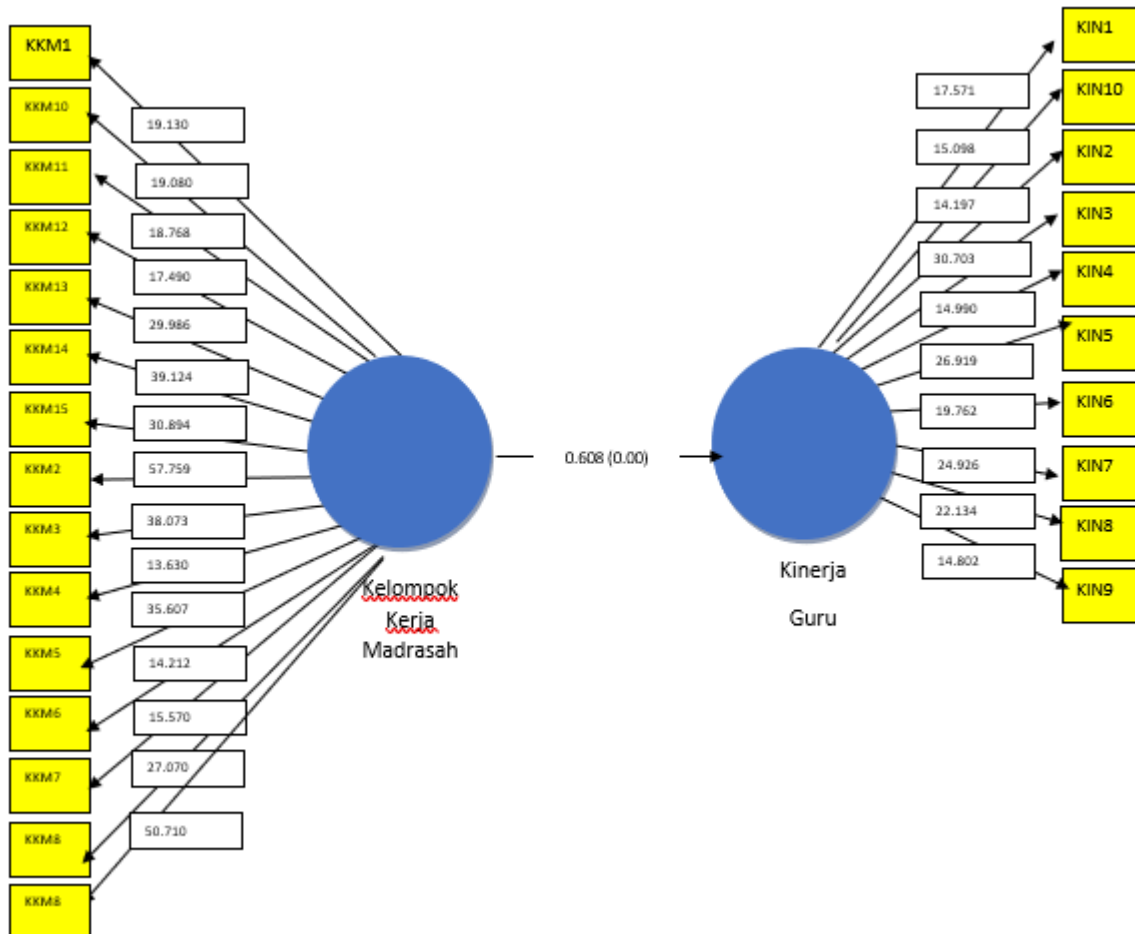 KKM1
KKM10
KKM11
KKM12
KKM13
KKM14
KKM15
KKM2
KKM3
KKM4
KKM5
KKM6
KKM7
KKM8
KKM8
19.130
19.080
18.768
17.490
29.986
39.124
30.894
57.759
38.073
13.630
35.607
14.212
15.570
27.070
50.710
Kelompok
Kerja
Madrasah
0.608 (0.00)
Kinerja
Guru
17.571
15.098
14.197
30.703
14.990
26.919
19.762
24.926
22.134
14.802
KIN1
KIN10
KIN2
KIN3
KIN4
KIN5
KIN6
KIN7
KIN8
KIN9